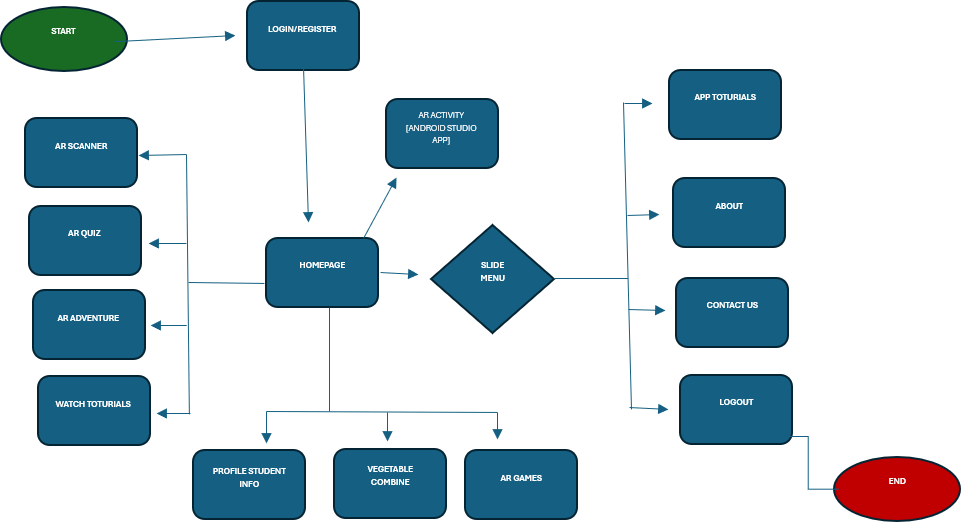 START
LOGIN/REGISTER
APP TOTURIALS
AR ACTIVITY
[ANDROID STUDIO
APP]
AR SCANNER
ABOUT
AR QUIZ
HOMEPAGE
SLIDE
MENU
CONTACT US
AR ADVENTURE
WATCH TOTURIALS
LOGOUT
PROFILE STUDENT
INFO
VEGETABLE
COMBINE
AR GAMES
END